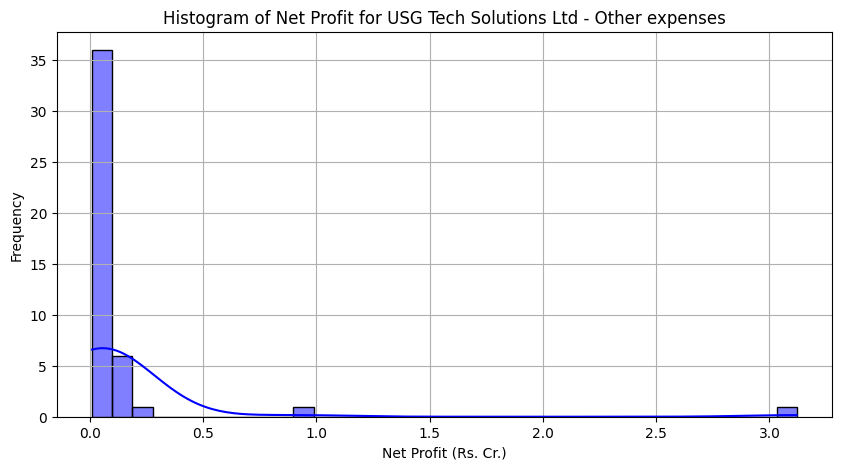 Histogram of Net Profit for USG Tech Solutions Ltd - Other expenses
Frequency
35
30
25
20
15
10
5
0
0.0 0.5 1.0 1.5 2.0 2.5 3.0
Net Profit (Rs. Cr.)